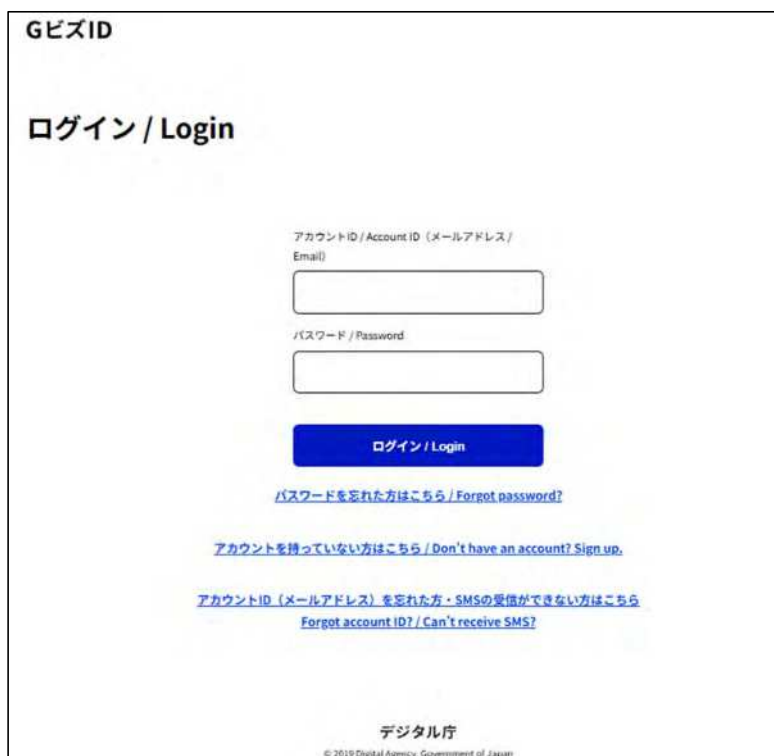 GビズID
ログイン / Login
アカウントID / Account ID（メールアドレス /
Email）
パスワード / Password
ログイン / Login
パスワードを忘れた方はこちら / Forgot password?
アカウントを持っていない方はこちら / Don't have an account? Sign up.
アカウントID（メールアドレス）を忘れた方・SMSの受信ができない方はこちら
Forgot account ID? / Can't receive SMS?
デジタル庁
© 2019 Digital Agency, Government of Japan